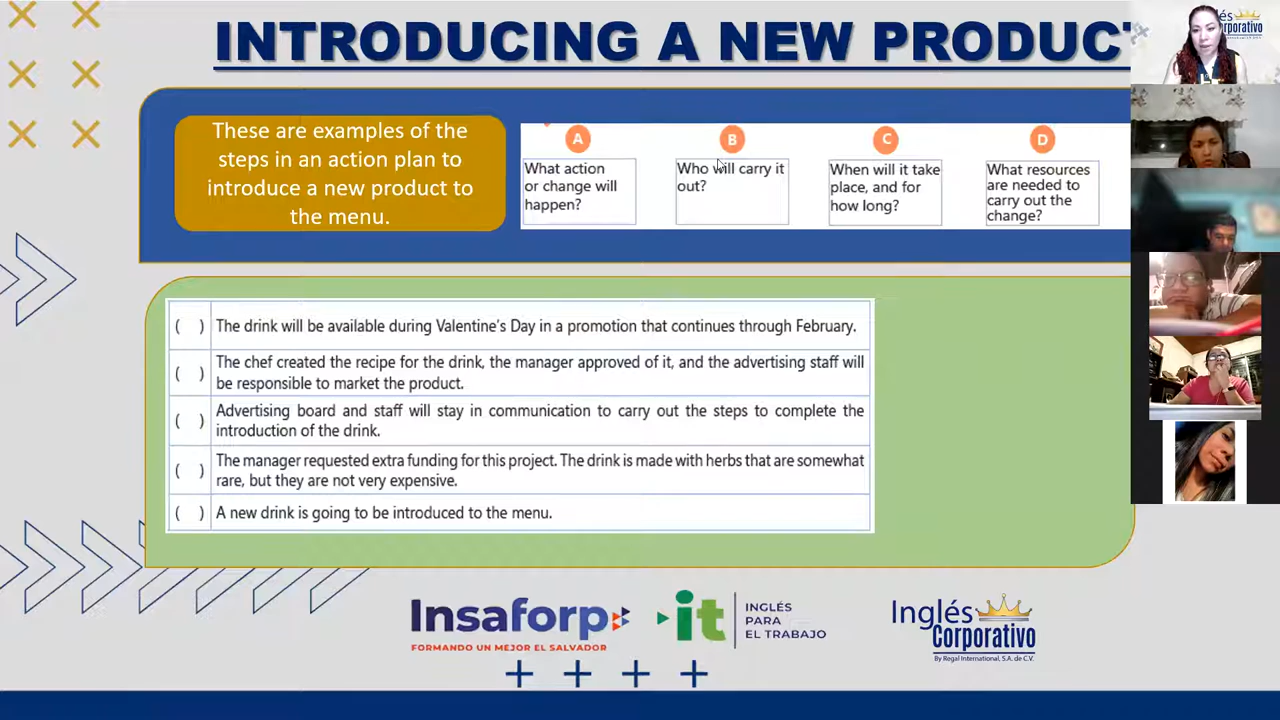 INTRODUCING A NEW PRODUCT
These are examples of the
steps in an action plan to
introduce a new product to
the menu.
A
What action
or change will
happen?
B
Who will carry it
out?
C
When will it take
place, and for
how long?
D
What resources
are needed to
carry out the
change?
( ) The drink will be available during Valentine's Day in a promotion that continues through February.
( ) The chef created the recipe for the drink, the manager approved of it, and the advertising staff will
be responsible to market the product.
( ) Advertising board and staff will stay in communication to carry out the steps to complete the
introduction of the drink.
( ) The manager requested extra funding for this project. The drink is made with herbs that are somewhat
rare, but they are not very expensive.
( ) A new drink is going to be introduced to the menu.
Insaforp
FORMANDO UN MEJOR EL SALVADOR
it
INGLÉS
PARA
EL TRABAJO
Inglés
Corporativo
By Regal International, S.A. de C.V.